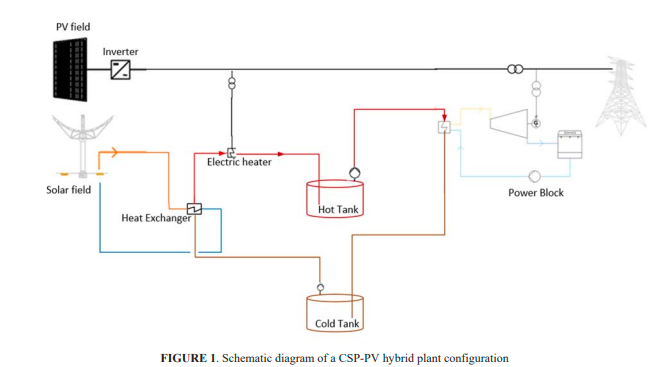 PV field
Inverter
Electric heater
Solar field
Heat Exchanger
Hot Tank
Power Block
Cold Tank
FIGURE 1. Schematic diagram of a CSP-PV hybrid plant configuration